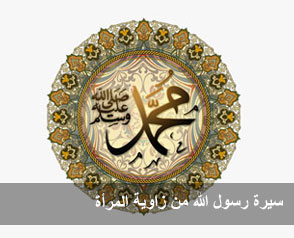 محمد
صلى الله عليه وسلم
سيرة رسول الله من زاوية المرأة